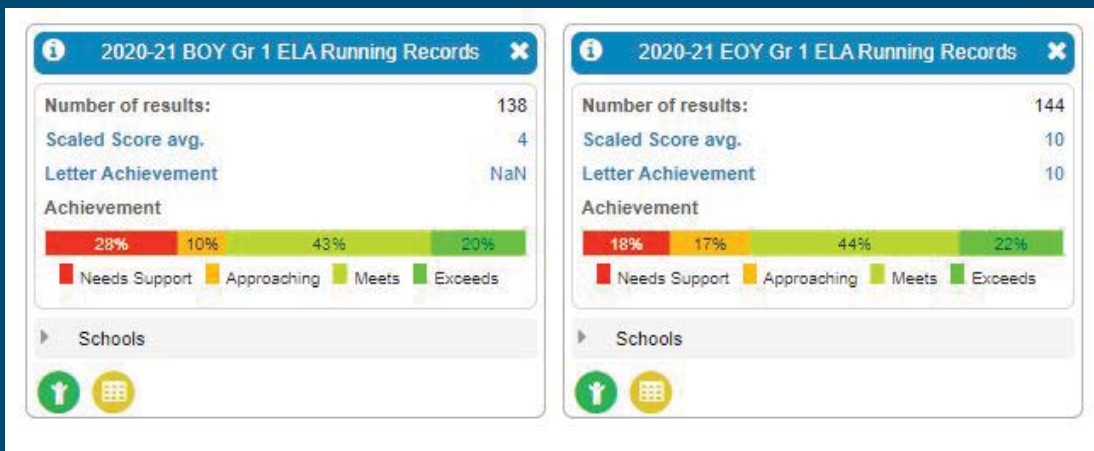 2020-21 BOY Gr 1 ELA Running Records
Number of results: 138
Scaled Score avg. 4
Letter Achievement NaN
Achievement
28% 10% 43% 20%
Needs Support Approaching Meets Exceeds
Schools
2020-21 EOY Gr 1 ELA Running Records
Number of results: 144
Scaled Score avg. 10
Letter Achievement 10
Achievement
18% 17% 44% 22%
Needs Support Approaching Meets Exceeds
Schools